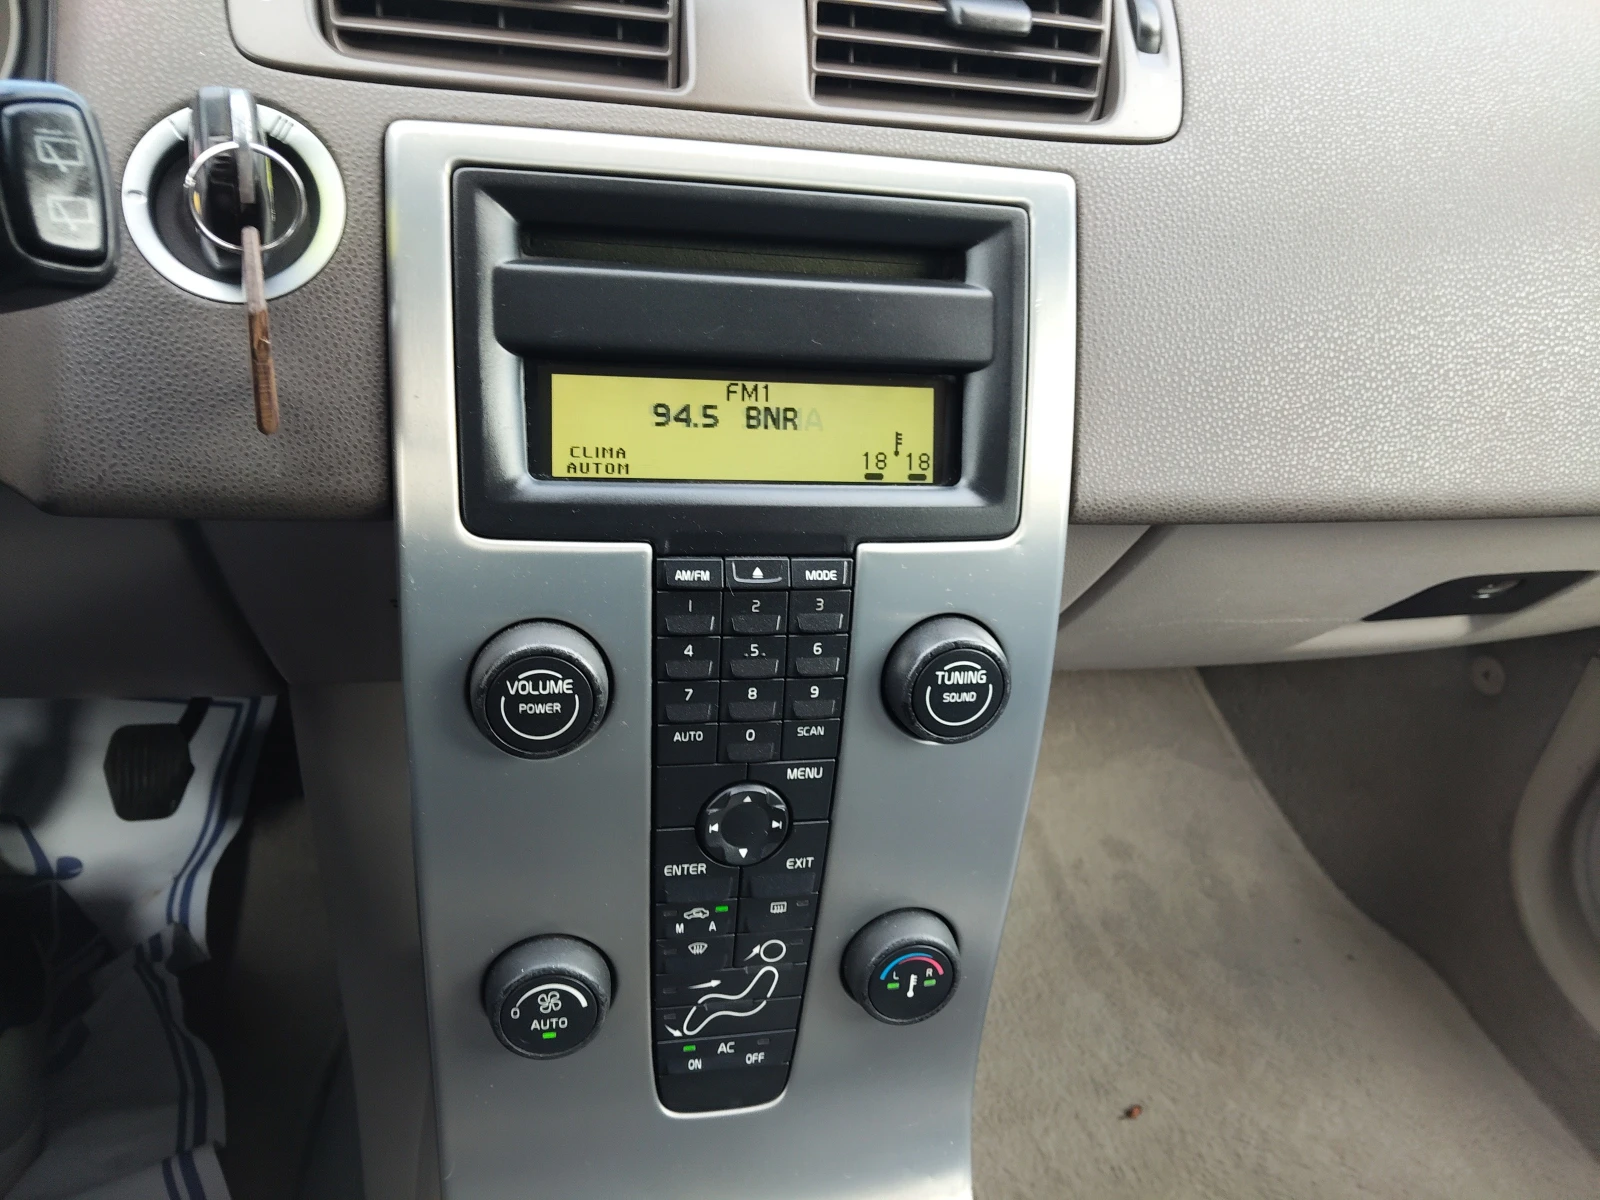 FM1
94.5 BNR
CLIMA
AUTOM
18 18
AM/FM MODE
1 2 3
4 5 6
7 8 9
AUTO 0 SCAN
MENU
ENTER EXIT
M A
AC
ON OFF
VOLUME
POWER
TUNING
SOUND
0
AUTO
L R